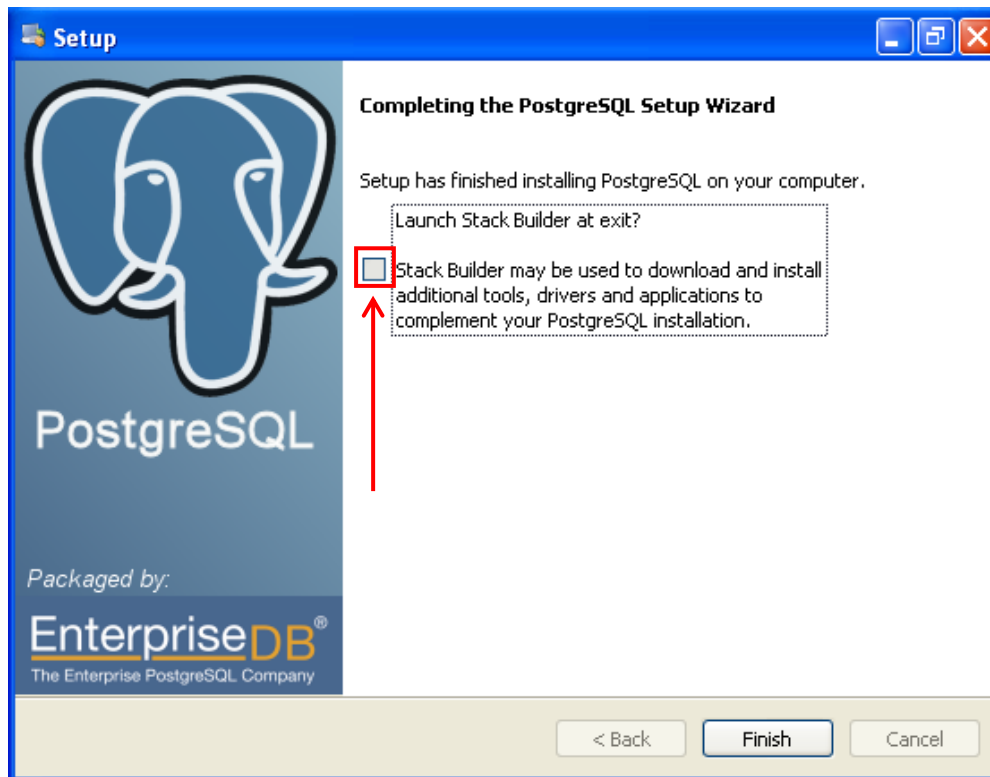 Setup
Completing the PostgreSQL Setup Wizard
Setup has finished installing PostgreSQL on your computer.
Launch Stack Builder at exit?
Stack Builder may be used to download and install
additional tools, drivers and applications to
complement your PostgreSQL installation.
PostgreSQL
Packaged by:
EnterpriseDB®
The Enterprise PostgreSQL Company
< Back
Finish
Cancel